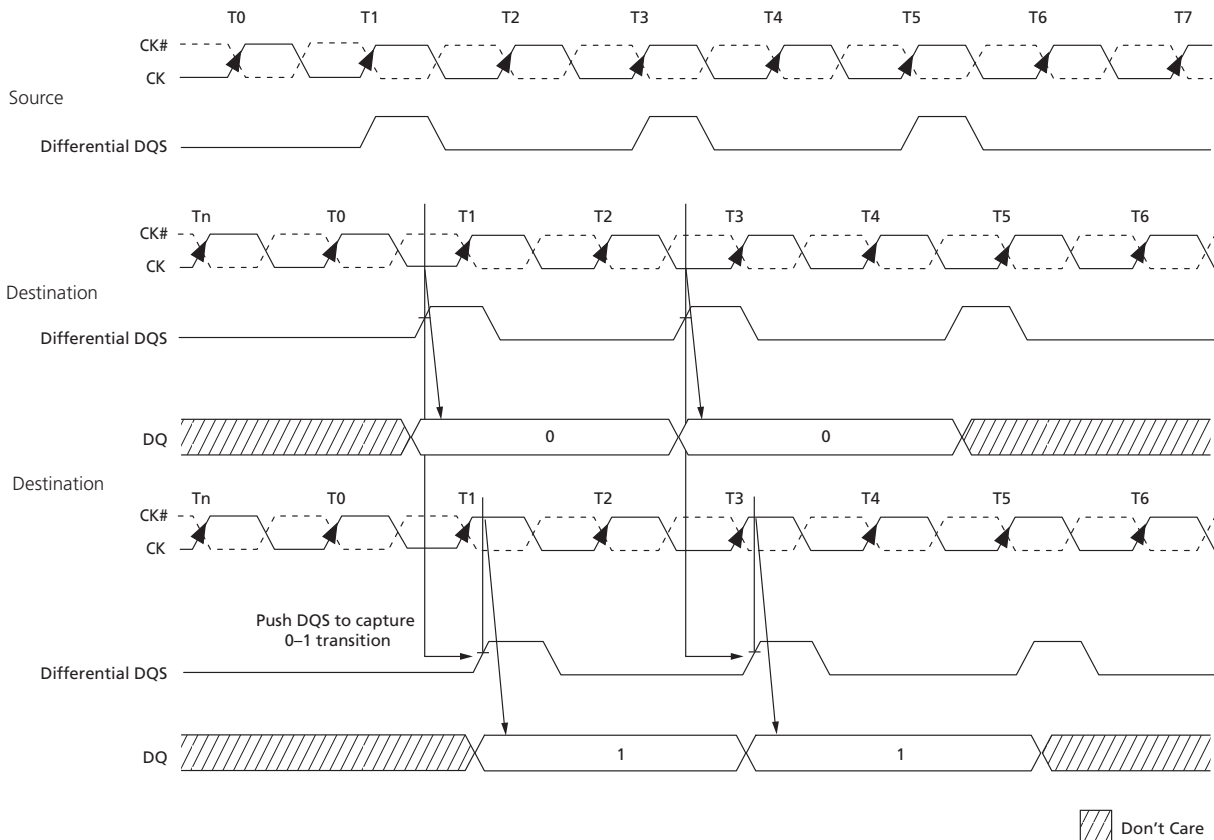 T0 T1 T2 T3 T4 T5 T6 T7
CK#
CK
Source
Differential DQS
Tn T0 T1 T2 T3 T4 T5 T6
CK#
CK
Destination
Differential DQS
DQ 0 0
Destination
Tn T0 T1 T2 T3 T4 T5 T6
CK#
CK
Push DQS to capture
0–1 transition
Differential DQS
DQ 1 1
Don't Care